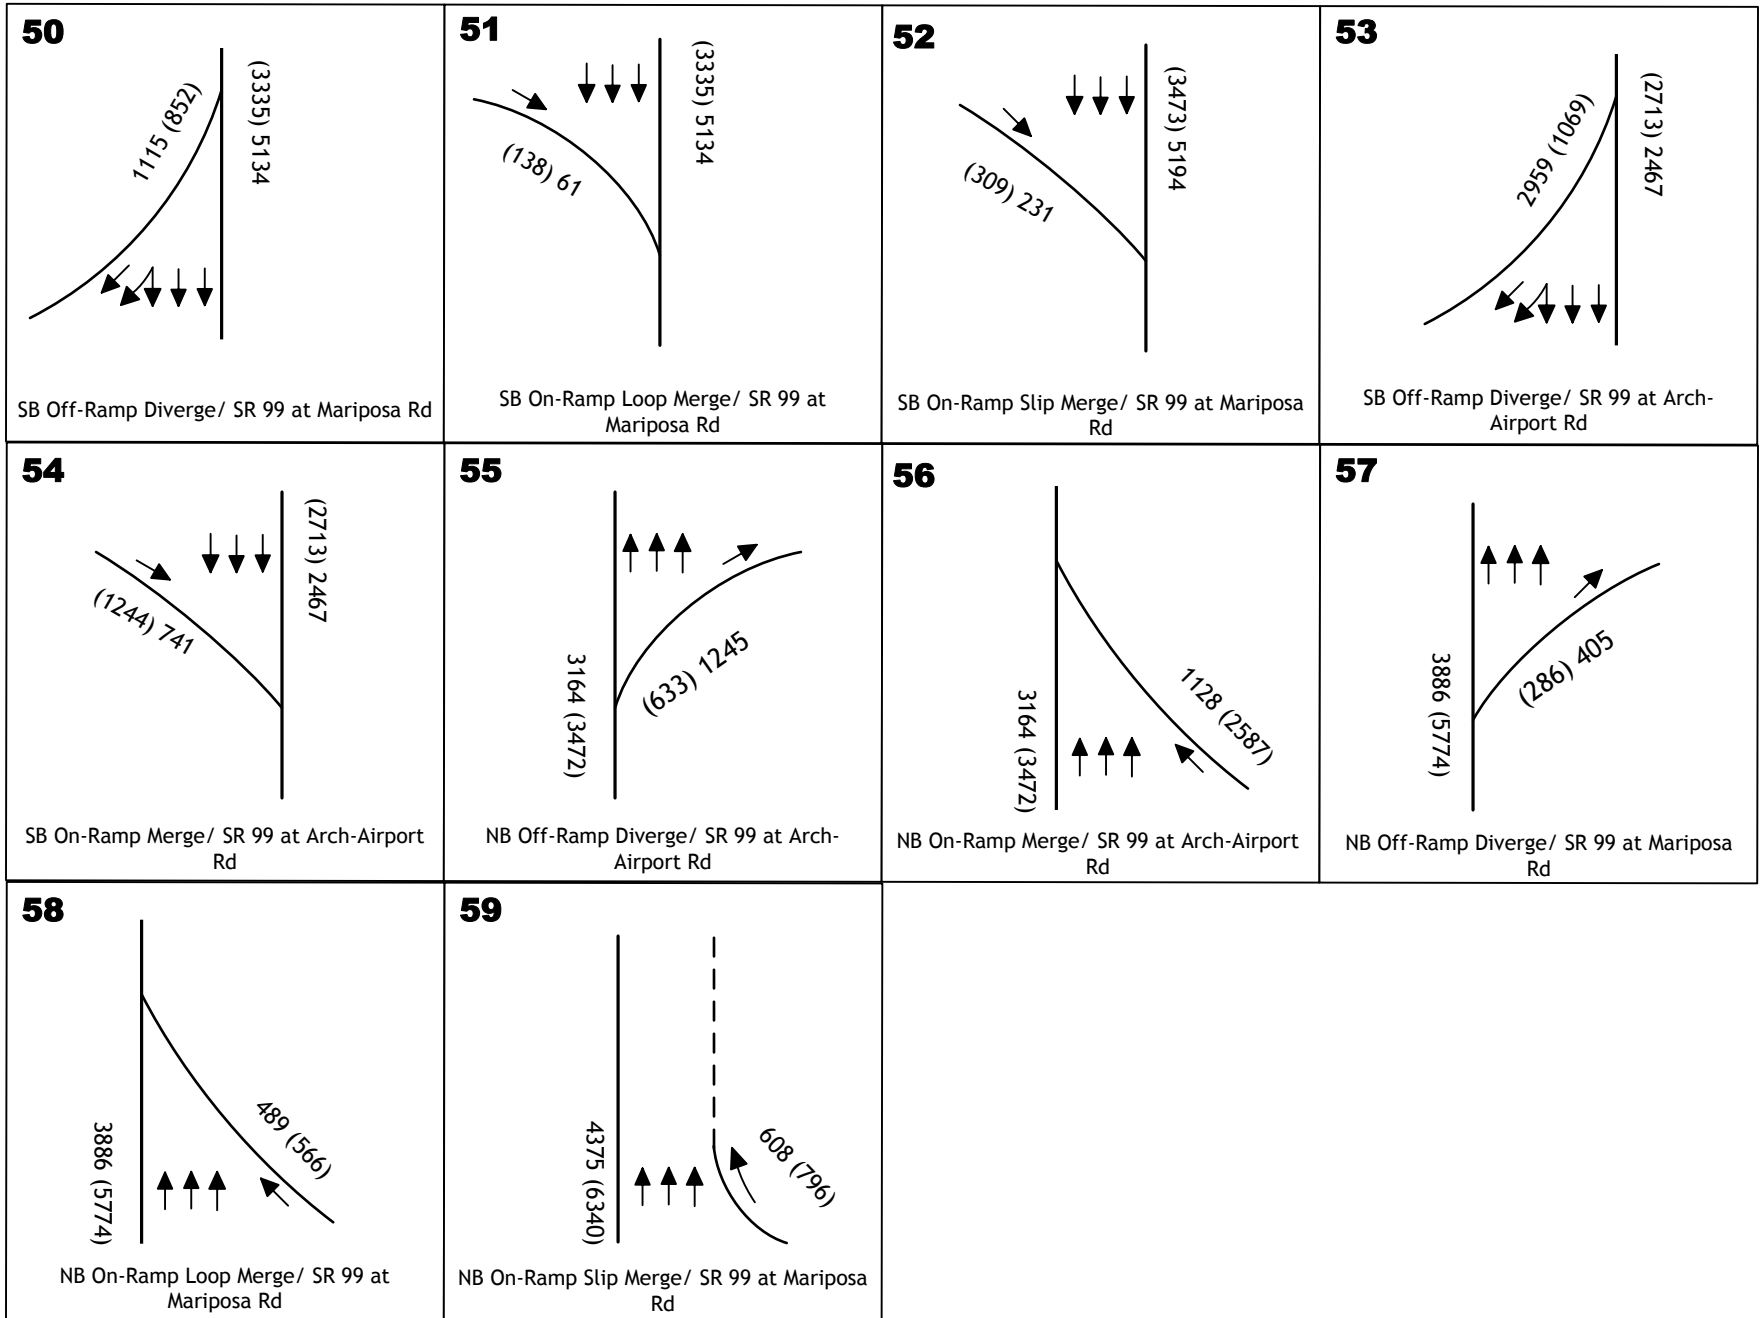 50
1115 (852)
(3335) 5134
SB Off-Ramp Diverge/ SR 99 at Mariposa Rd
51
(3335) 5134
(138) 61
SB On-Ramp Loop Merge/ SR 99 at
Mariposa Rd
52
(3473) 5194
(309) 231
SB On-Ramp Slip Merge/ SR 99 at Mariposa
Rd
53
2959 (1069)
(2713) 2467
SB Off-Ramp Diverge/ SR 99 at Arch-
Airport Rd
54
(2713) 2467
(1244) 741
SB On-Ramp Merge/ SR 99 at Arch-Airport
Rd
55
3164 (3472)
(633) 1245
NB Off-Ramp Diverge/ SR 99 at Arch-
Airport Rd
56
3164 (3472)
1128 (2587)
NB On-Ramp Merge/ SR 99 at Arch-Airport
Rd
57
3886 (5774)
(286) 405
NB Off-Ramp Diverge/ SR 99 at Mariposa
Rd
58
3886 (5774)
489 (566)
NB On-Ramp Loop Merge/ SR 99 at
Mariposa Rd
59
4375 (6340)
608 (796)
NB On-Ramp Slip Merge/ SR 99 at Mariposa
Rd